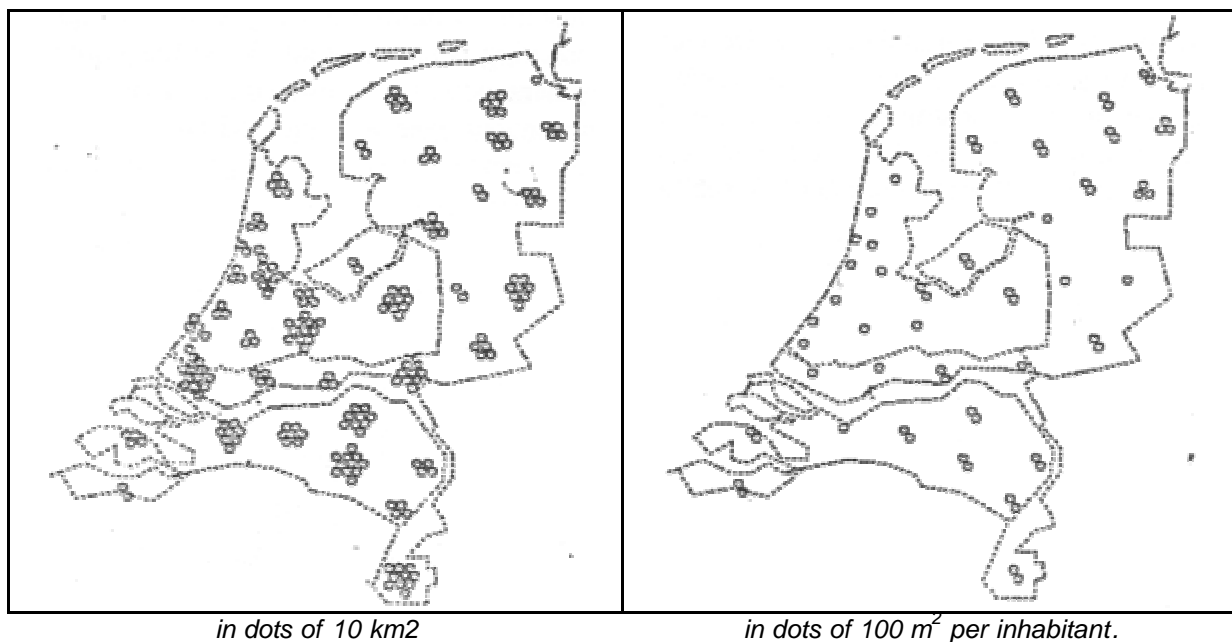 in dots of 10 km2
in dots of 100 m² per inhabitant.